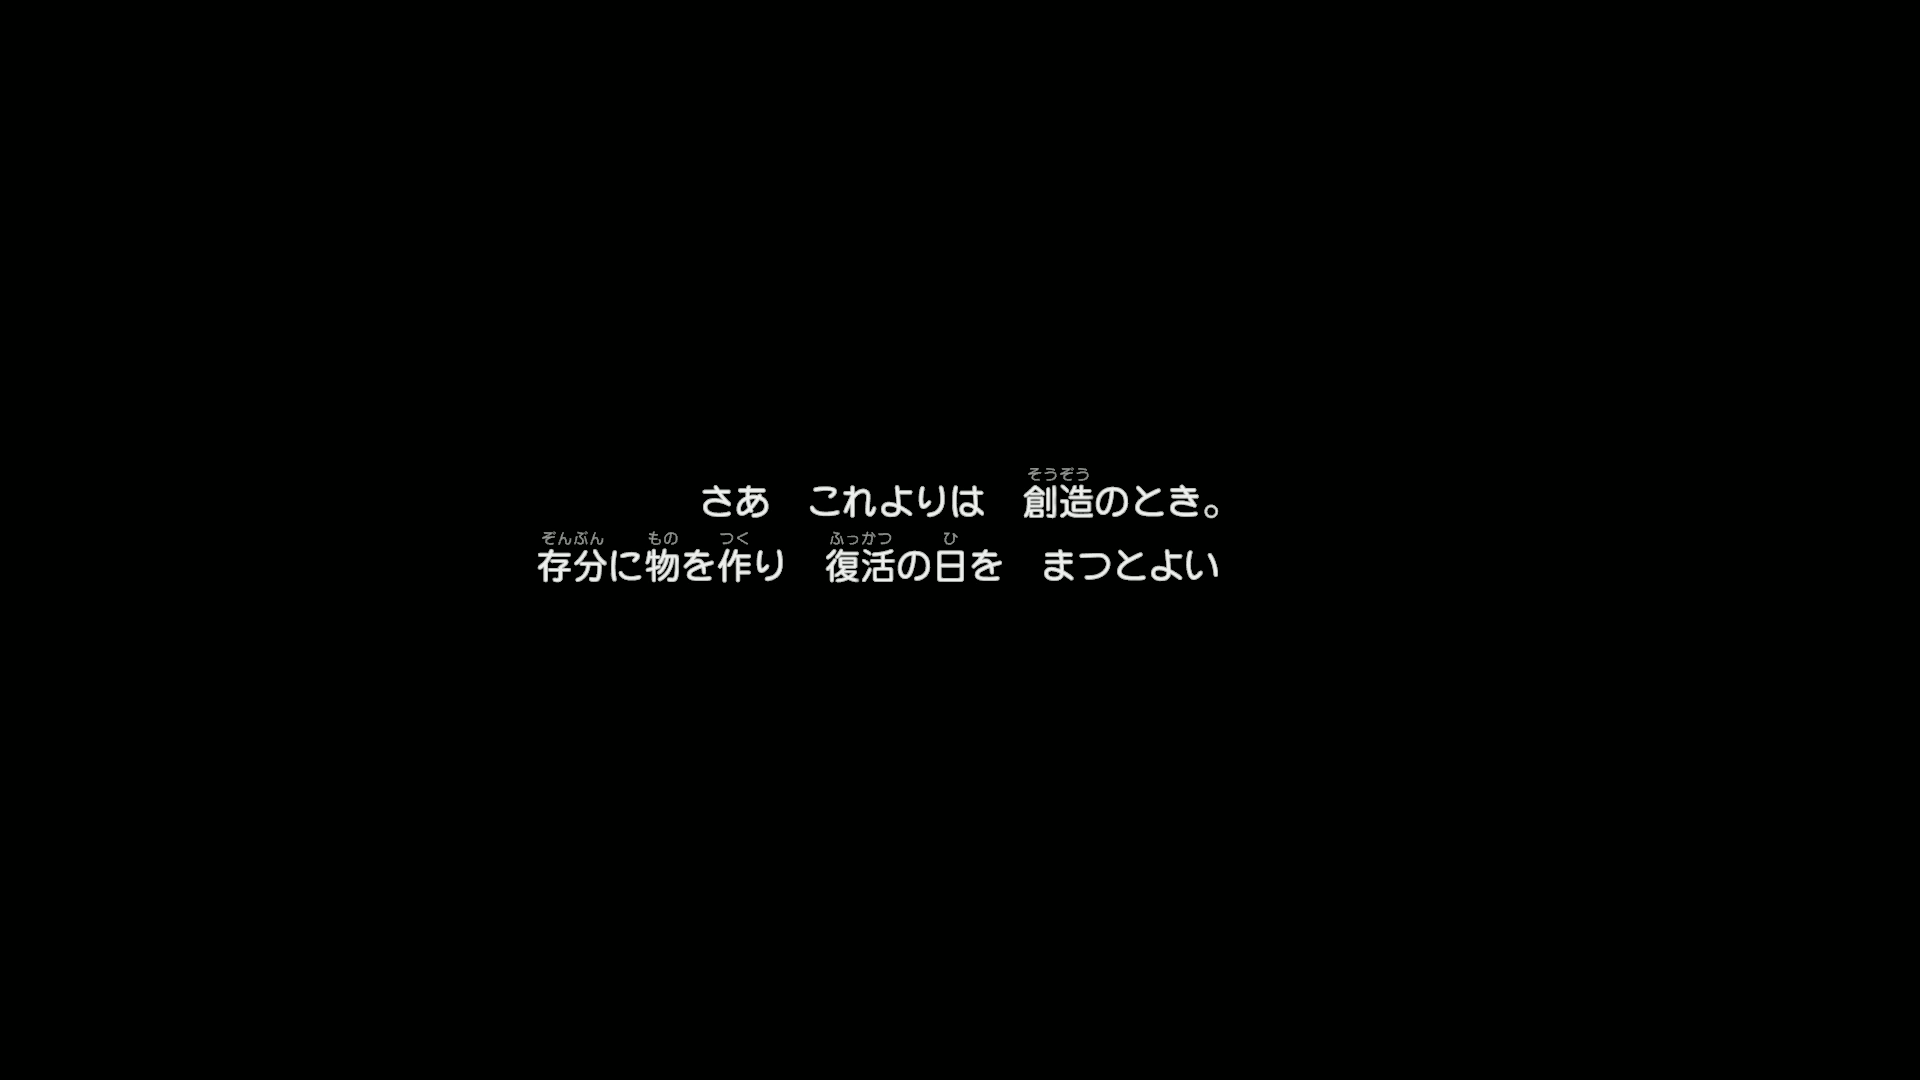 さあ　これよりは　創造のとき。
存分に物を作り　復活の日を　まつとよい